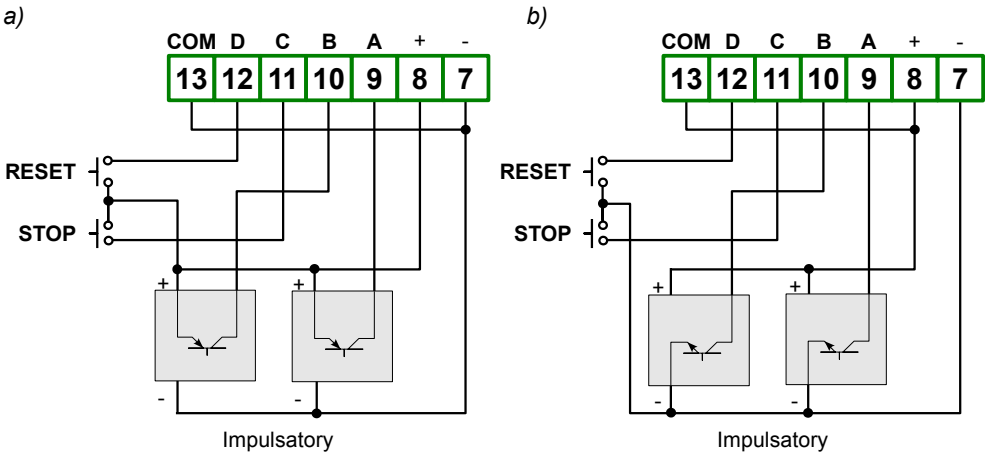 a)
COM D C B A + -
13 12 11 10 9 8 7
RESET
STOP
+ +
- -
Impulsatory
b)
COM D C B A + -
13 12 11 10 9 8 7
RESET
STOP
+ +
- -
Impulsatory